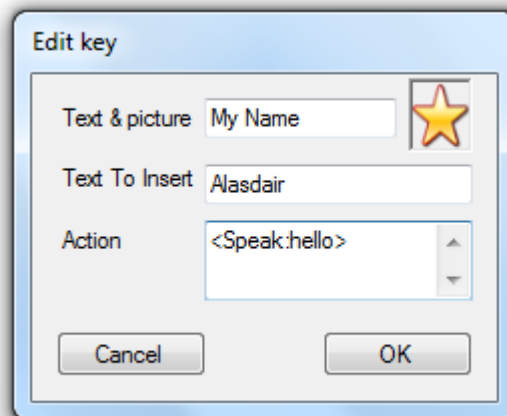 Edit key
Text & picture My Name
Text To Insert Alasdair
Action <Speak:hello>
Cancel OK